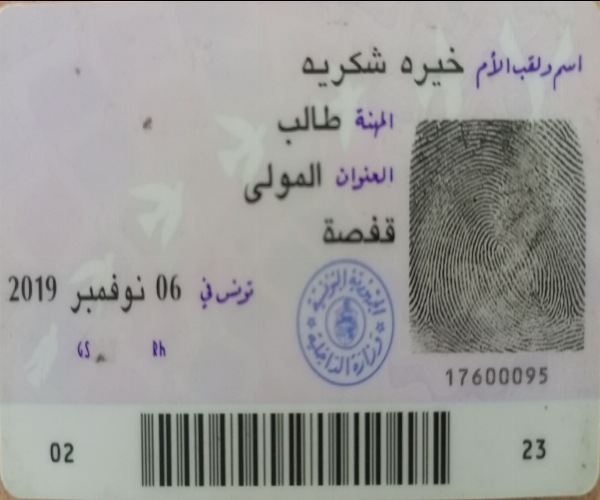 اسم ولقب الأم خيره شكريه
المهنة طالب
العنوان المولى
قفصة
تونس في 06 نوفمبر 2019
الجمهورية التونسية
وزارة الداخلية
GS Rh
17600095
02 23